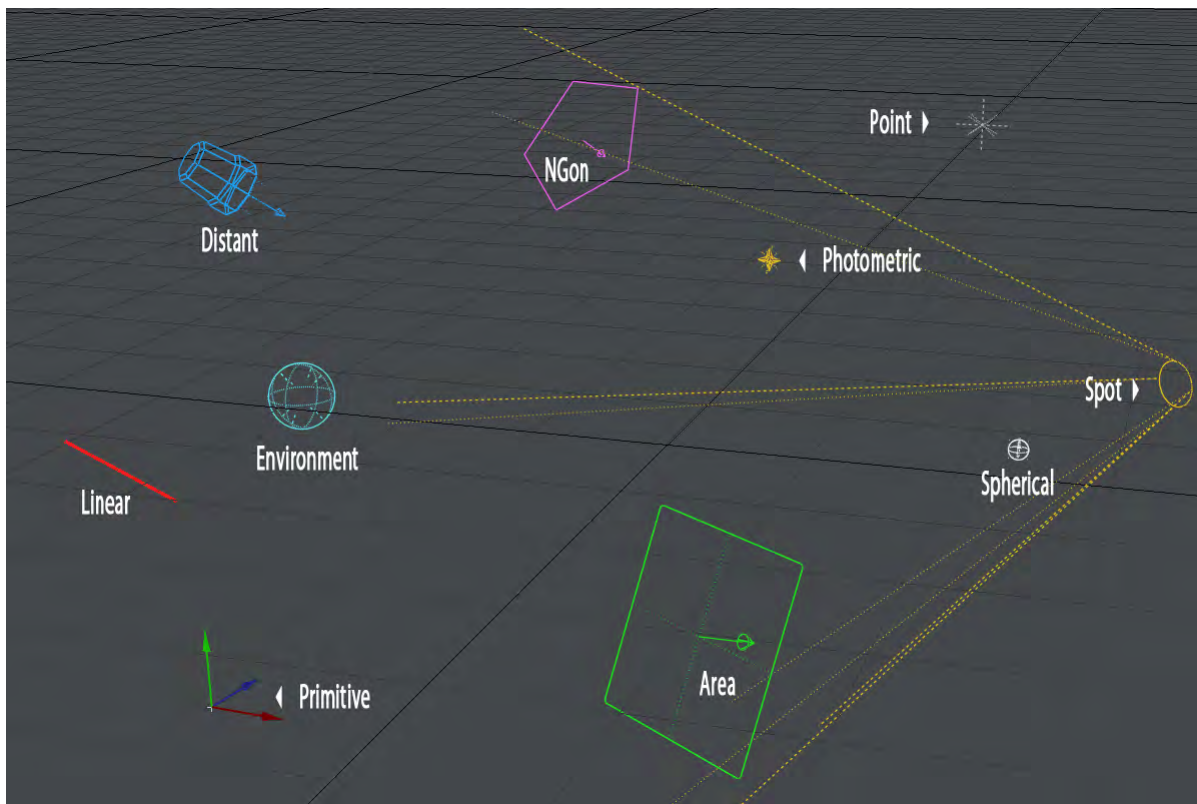 Point
NGon
Distant
Photometric
Spot
Environment
Spherical
Linear
Area
Primitive